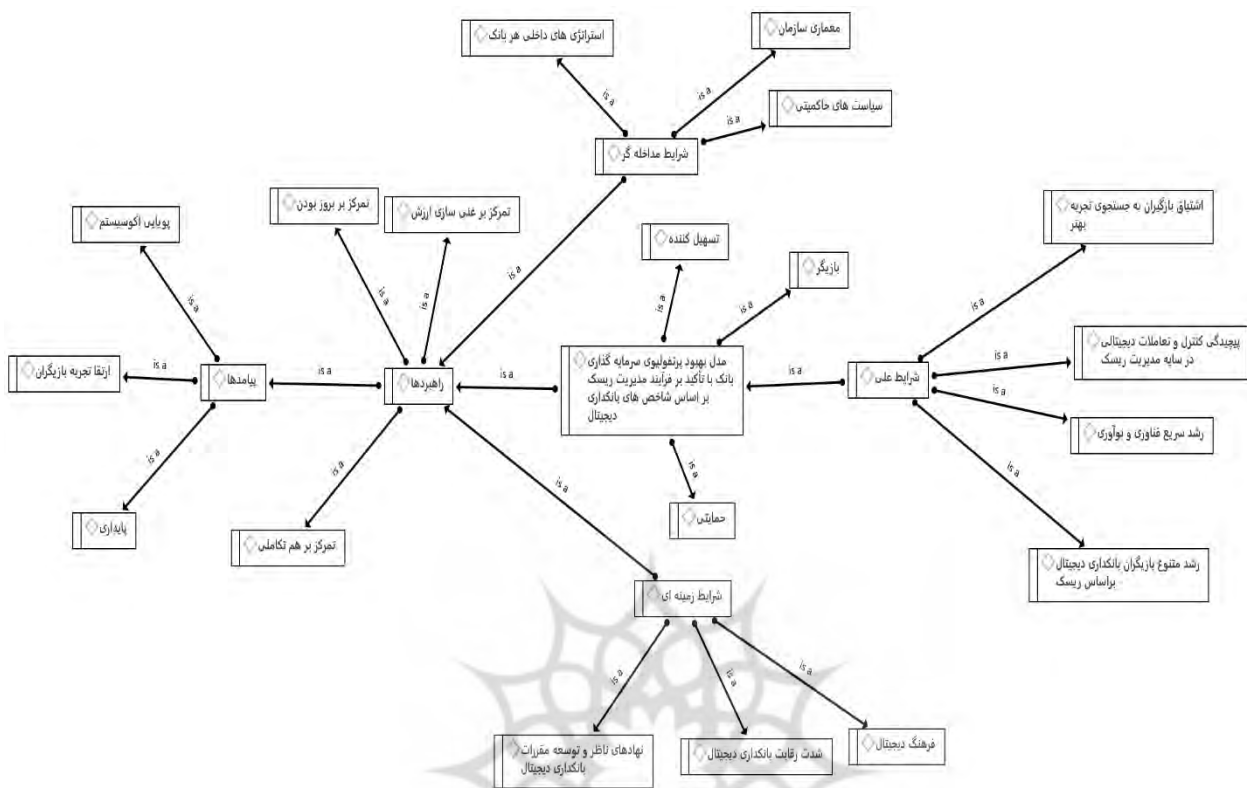 استراتژی های داخلی هر بانک
معماری سازمان
سیاست های حاکمیتی
is a
is a
is a
شرایط مداخله گر
اشتیاق بازگیران به جستجوی تجربه
بهتر
تمرکز بر غنی سازی ارزش
تمرکز بر بروز بودن
پویایی اکوسیستم
تسهیل کننده
بازیگر
is a
is a
is a
is a
is a
is a
is a
is a
پیچیدگی کنترل و تعاملات دیجیتالی
در سایه مدیریت ریسک
شرایط علی
is a
is a
مدل بهبود پرتفولیوی سرمایه گذاری
بانک با تأکید بر فرآیند مدیریت ریسک
بر اساس شاخص های بانکداری
دیجیتال
is a
راهبردها
is a
پیامدها
is a
ارتقا تجربه بازیگران
رشد سریع فناوری و نوآوری
is a
is a
is a
is a
is a
is a
پایداری
تمرکز بر هم تکاملی
حمایتی
رشد متنوع بازیگران بانکداری دیجیتال
براساس ریسک
شرایط زمینه ای
is a
is a
is a
فرهنگ دیجیتال
شدت رقابت بانکداری دیجیتال
نهادهای ناظر و توسعه مقررات
بانکداری دیجیتال